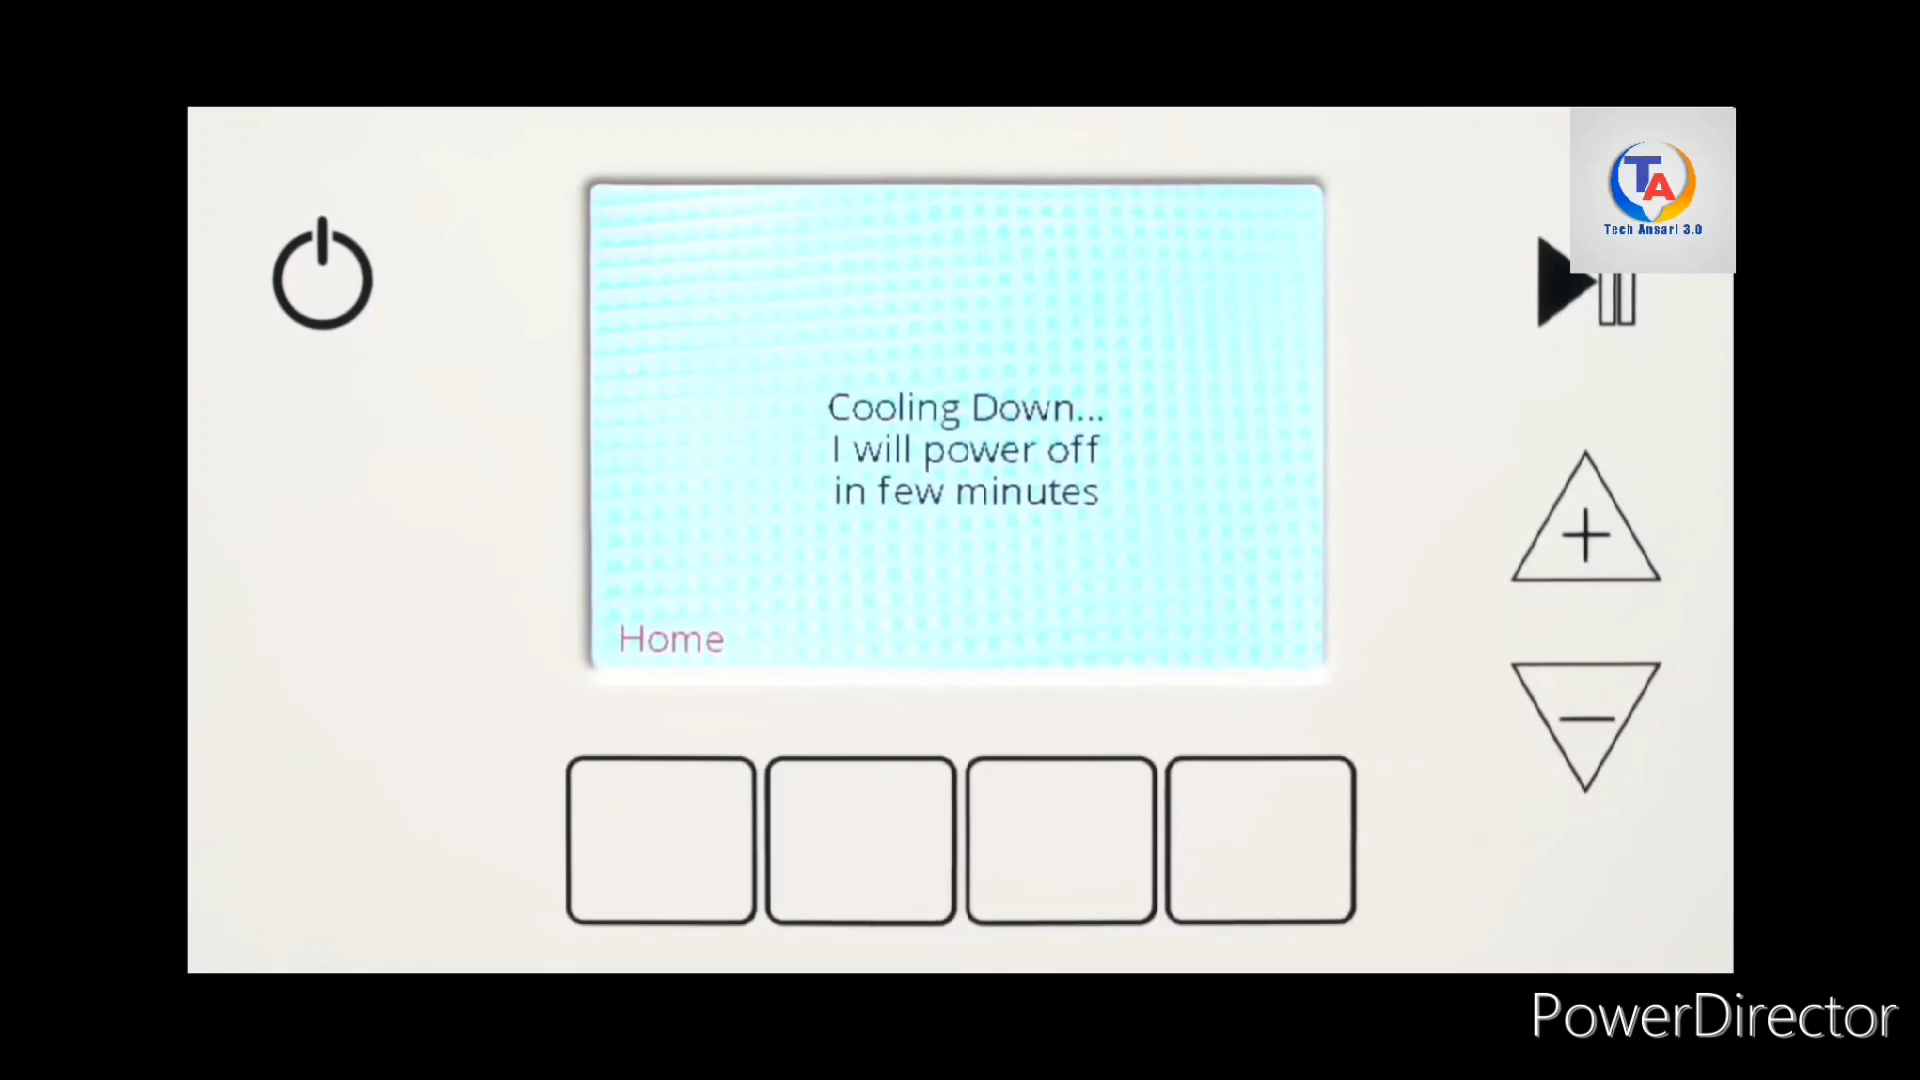 TA
Tech Ansari 3.0
Cooling Down...
I will power off
in few minutes
Home
PowerDirector